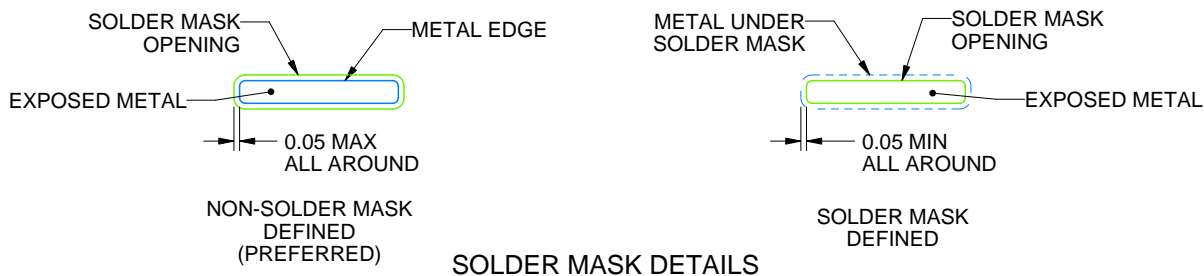 SOLDER MASK
OPENING
METAL EDGE
EXPOSED METAL
0.05 MAX
ALL AROUND
NON-SOLDER MASK
DEFINED
(PREFERRED)
METAL UNDER
SOLDER MASK
SOLDER MASK
OPENING
EXPOSED METAL
0.05 MIN
ALL AROUND
SOLDER MASK
DEFINED
SOLDER MASK DETAILS